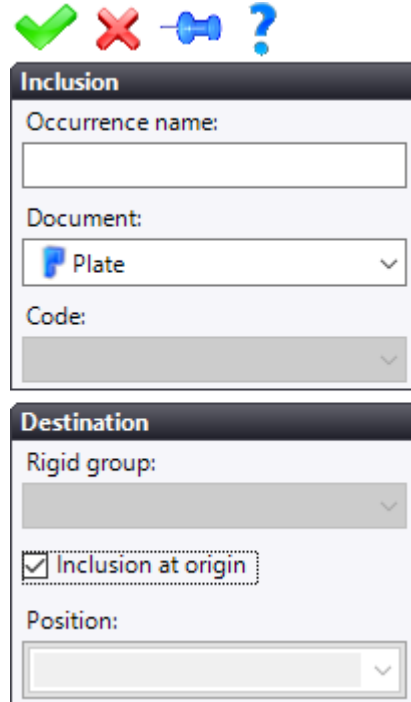 Inclusion
Occurrence name:
Document:
Plate
Code:
Destination
Rigid group:
Inclusion at origin
Position: